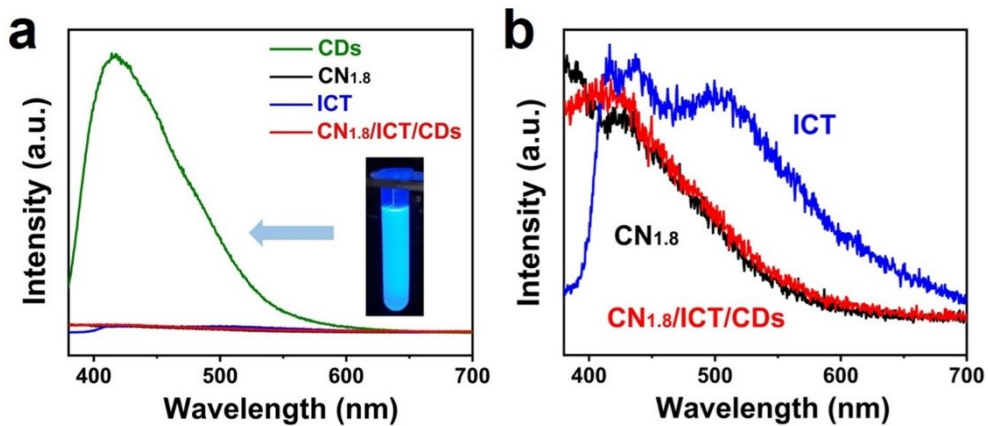 a
CDs
CN1.8
ICT
CN1.8/ICT/CDs
Intensity (a.u.)
400 500 600 700
Wavelength (nm)
b
ICT
CN1.8
CN1.8/ICT/CDs
Intensity (a.u.)
400 500 600 700
Wavelength (nm)